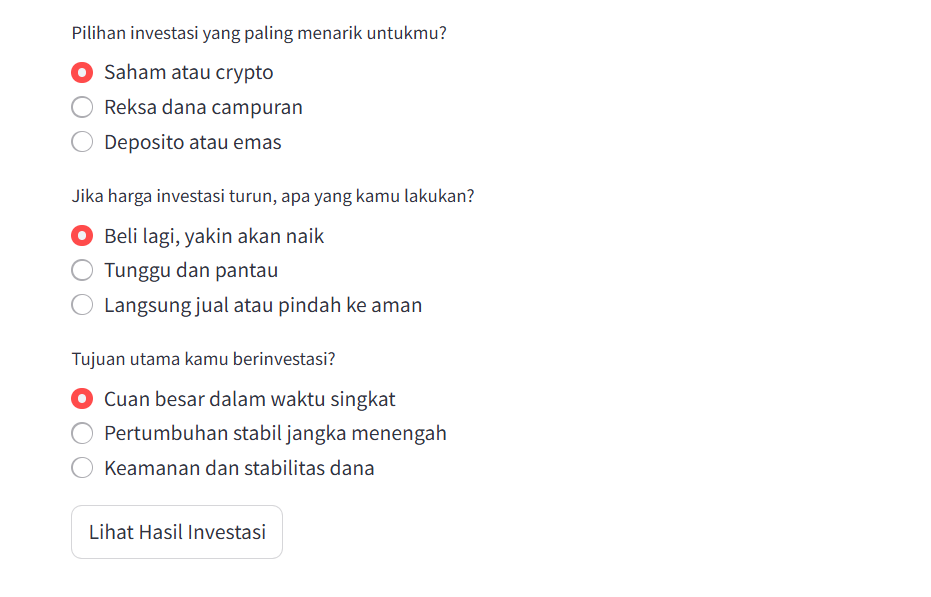 Pilihan investasi yang paling menarik untukmu?
Saham atau crypto
Reksa dana campuran
Deposito atau emas
Jika harga investasi turun, apa yang kamu lakukan?
Beli lagi, yakin akan naik
Tunggu dan pantau
Langsung jual atau pindah ke aman
Tujuan utama kamu berinvestasi?
Cuan besar dalam waktu singkat
Pertumbuhan stabil jangka menengah
Keamanan dan stabilitas dana
Lihat Hasil Investasi